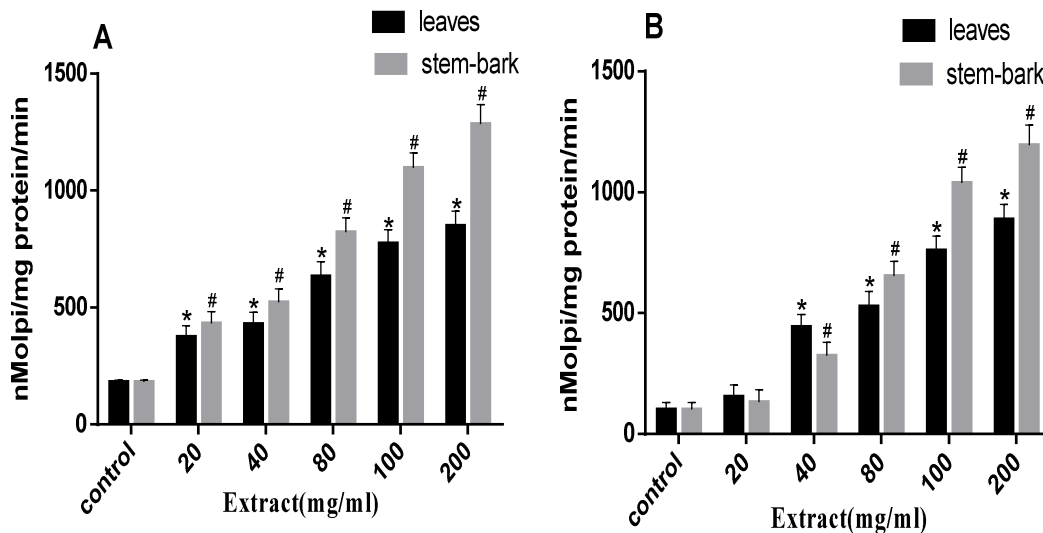 A
leaves
stem-bark
1500
1000
500
0
nMolpi/mg protein/min
* # * # * # * # * #
control 20 40 80 100 200
Extract(mg/ml)
B
leaves
stem-bark
1500
1000
500
0
nMolpi/mg protein/min
* # * # * # * #
control 20 40 80 100 200
Extract(mg/ml)